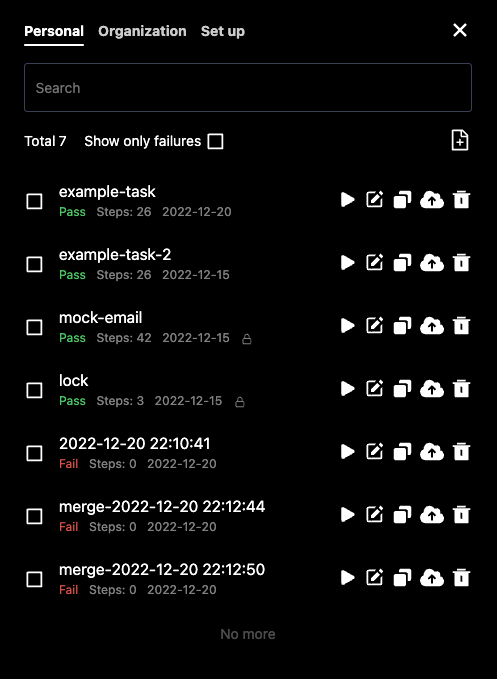 Personal Organization Set up
Search
Total 7 Show only failures
example-task
Pass Steps: 26 2022-12-20
example-task-2
Pass Steps: 26 2022-12-15
mock-email
Pass Steps: 42 2022-12-15
lock
Pass Steps: 3 2022-12-15
2022-12-20 22:10:41
Fail Steps: 0 2022-12-20
merge-2022-12-20 22:12:44
Fail Steps: 0 2022-12-20
merge-2022-12-20 22:12:50
Fail Steps: 0 2022-12-20
No more